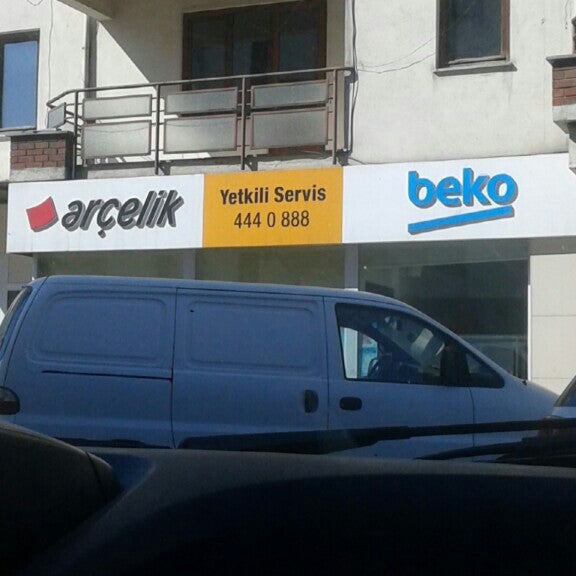 arçelik
Yetkili Servis
444 0 888
beko